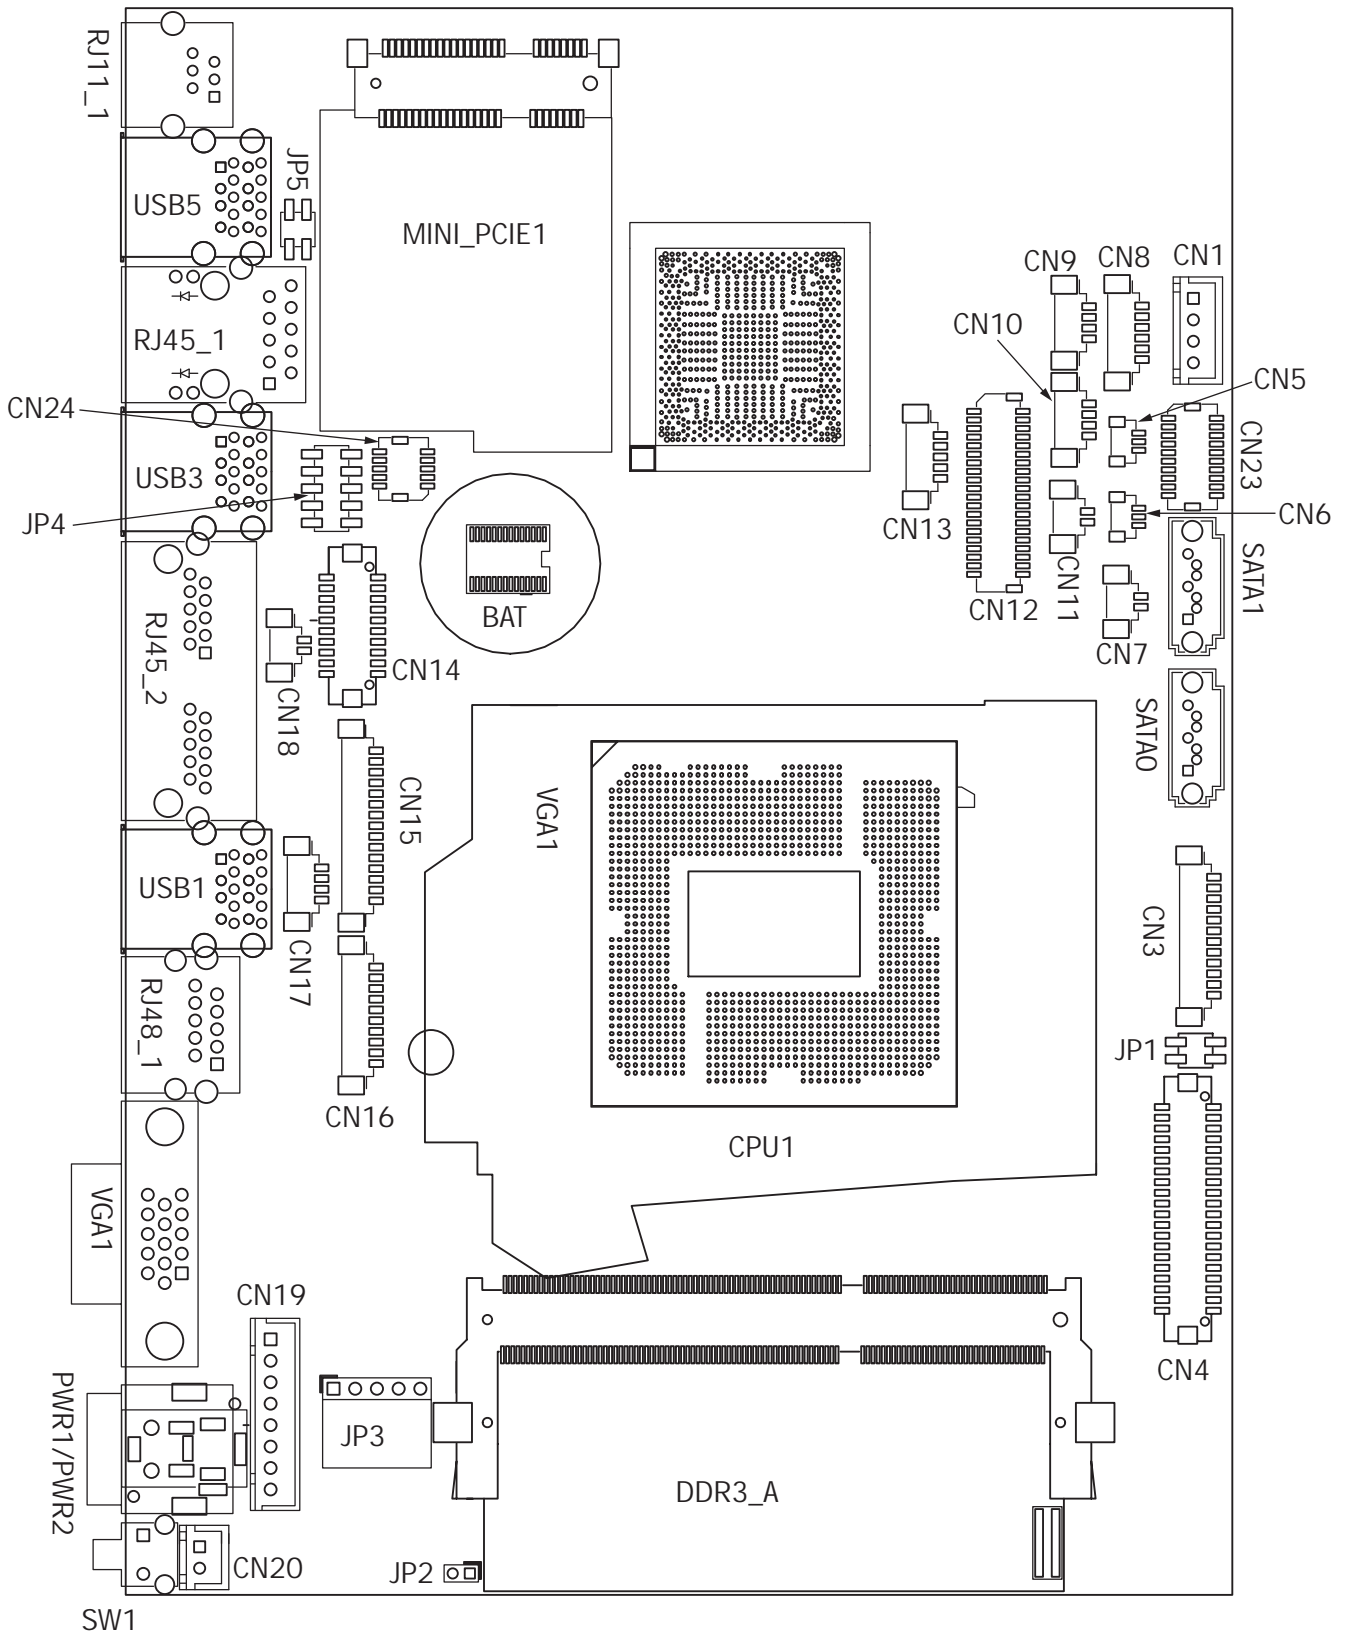 RJ11_1
USB5
JP5
MINI_PCIE1
CN9
CN8
CN1
RJ45_1
CN10
CN24
CN5
CN23
USB3
JP4
CN13
CN6
SATA1
CN12
CN11
BAT
RJ45_2
CN14
CN7
CN18
SATA0
CN15
VGA1
USB1
CN3
CN17
RJ48_1
JP1
CN16
CPU1
VGA1
CN19
CN4
PWR1/PWR2
JP3
DDR3_A
CN20
JP2
SW1